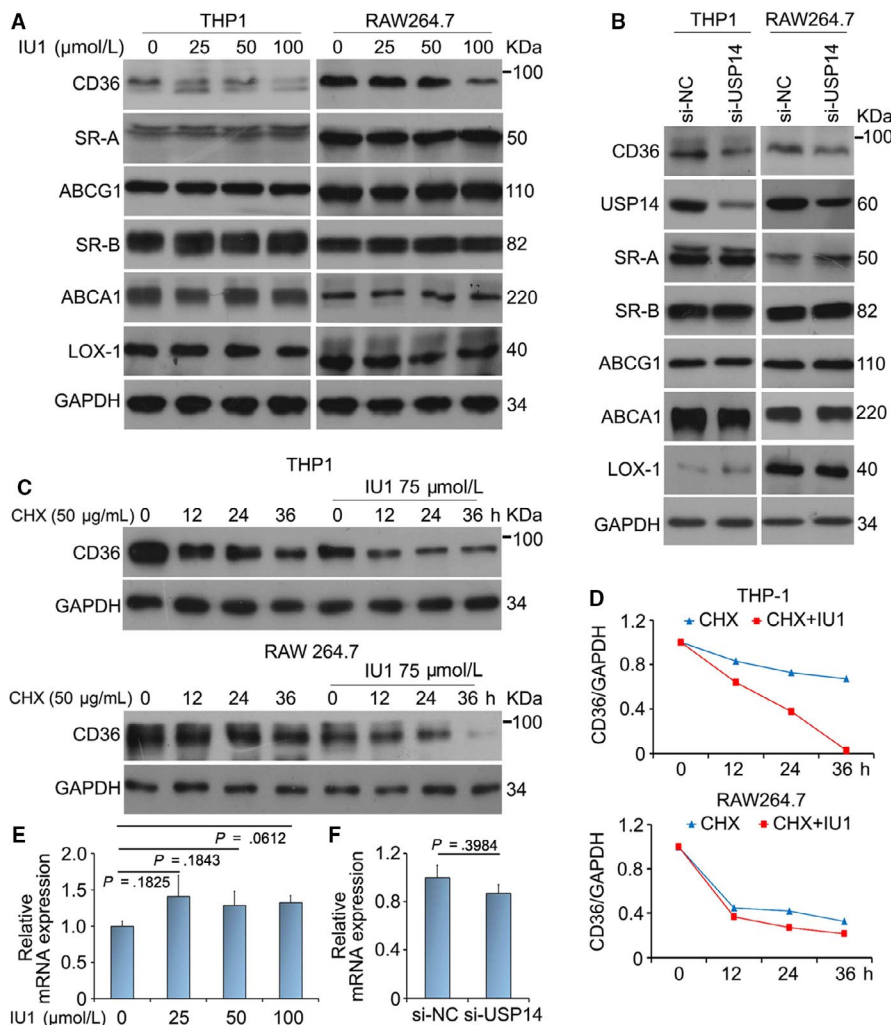 A
THP1 RAW264.7
IU1 (μmol/L) 0 25 50 100 0 25 50 100 KDa
CD36 100
SR-A 50
ABCG1 110
SR-B 82
ABCA1 220
LOX-1 40
GAPDH 34
B
THP1 RAW264.7
si-NC si-USP14 si-NC si-USP14 KDa
CD36 100
USP14 60
SR-A 50
SR-B 82
ABCG1 110
ABCA1 220
LOX-1 40
GAPDH 34
C
THP1
IU1 75 μmol/L
CHX (50 μg/mL) 0 12 24 36 0 12 24 36 h KDa
CD36 100
GAPDH 34
RAW 264.7
IU1 75 μmol/L
CHX (50 μg/mL) 0 12 24 36 0 12 24 36 h KDa
CD36 100
GAPDH 34
D
THP-1
CHX CHX+IU1
CD36/GAPDH
1.2
0.8
0.4
0
0 12 24 36 h
RAW264.7
CHX CHX+IU1
CD36/GAPDH
1.2
0.8
0.4
0
0 12 24 36 h
E
Relative
mRNA expression
2.0
1.5
1.0
0.5
0
P = .0612
P = .1843
P = .1825
IU1
(μmol/L) 0 25 50 100
F
Relative
mRNA expression
1.2
0.8
0.4
0
P = .3984
si-NC si-USP14